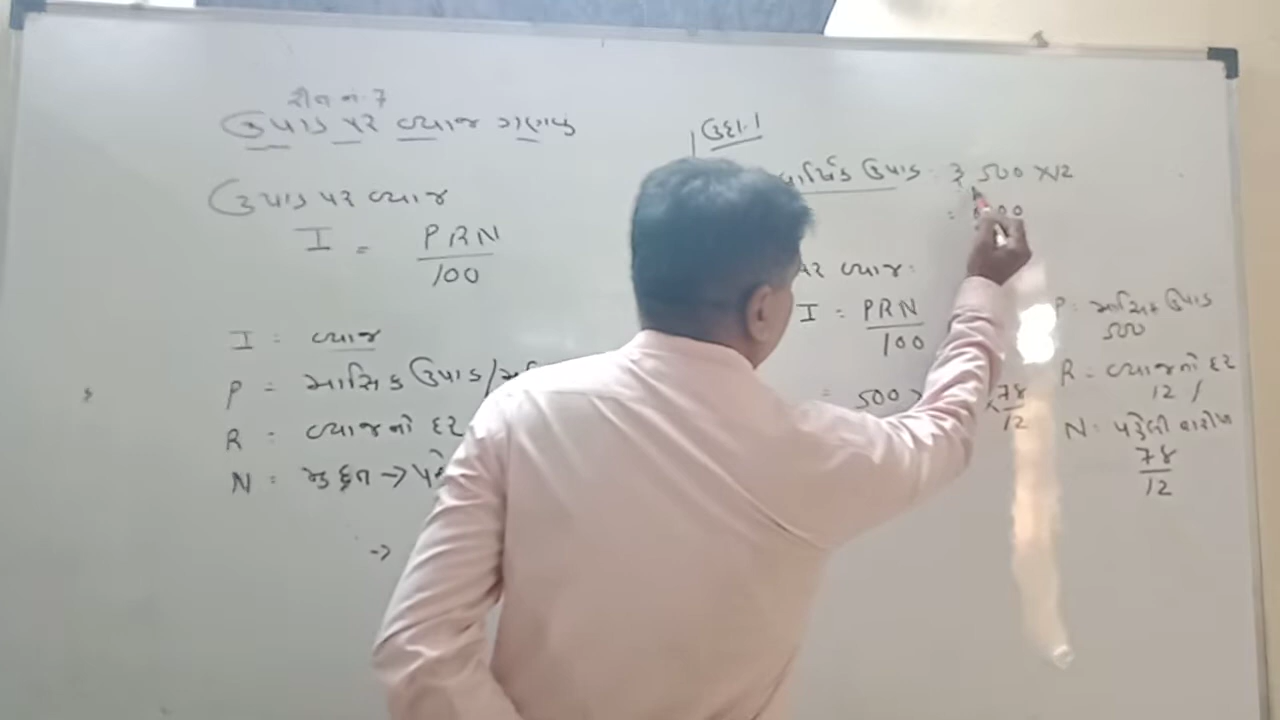 રીત નં. 7
ઉપાડ પર વ્યાજ ગણવું
ઉપાડ પર વ્યાજ
I = PRN
100
I = વ્યાજ
P = માસિક ઉપાડ/
R = વ્યાજનો દર
N = મુદ્દત →
→
ઉદા.1
વાર્ષિક ઉપાડ = ₹ 500 X12
=
પર વ્યાજ:
I = PRN
100
= 500 × 78
12
P = માસિક ઉપાડ
500
R = વ્યાજનો દર
12 %
N =
78
12